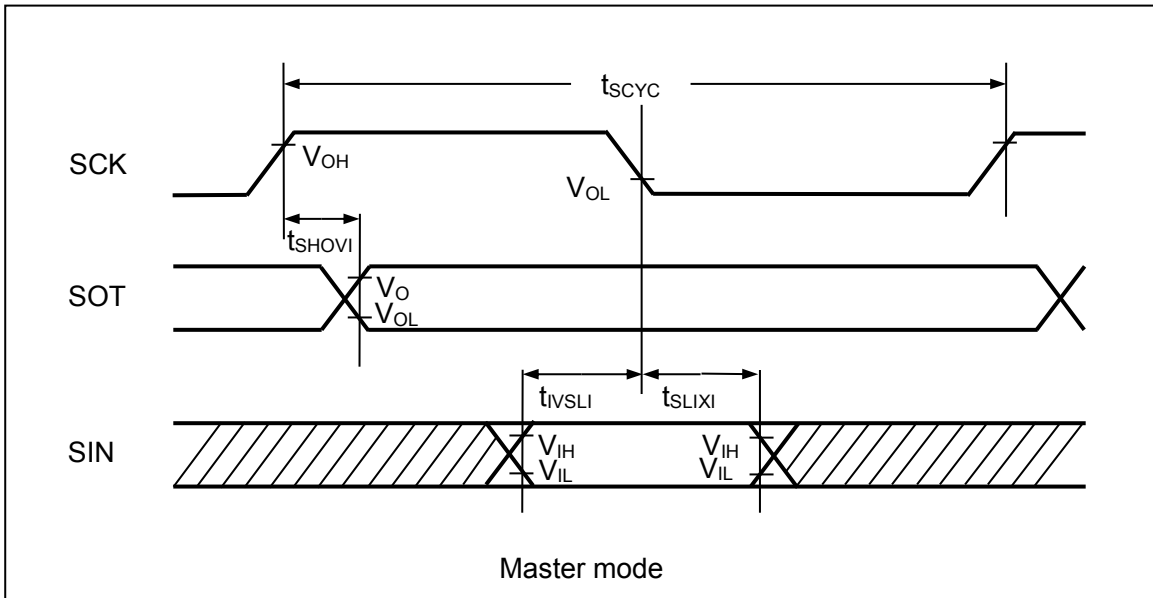 tSCYC
SCK
VOH
VOL
tSHOVI
SOT
VO
VOL
tIVSLI
tSLIXI
SIN
VIH
VIL
VIH
VIL
Master mode